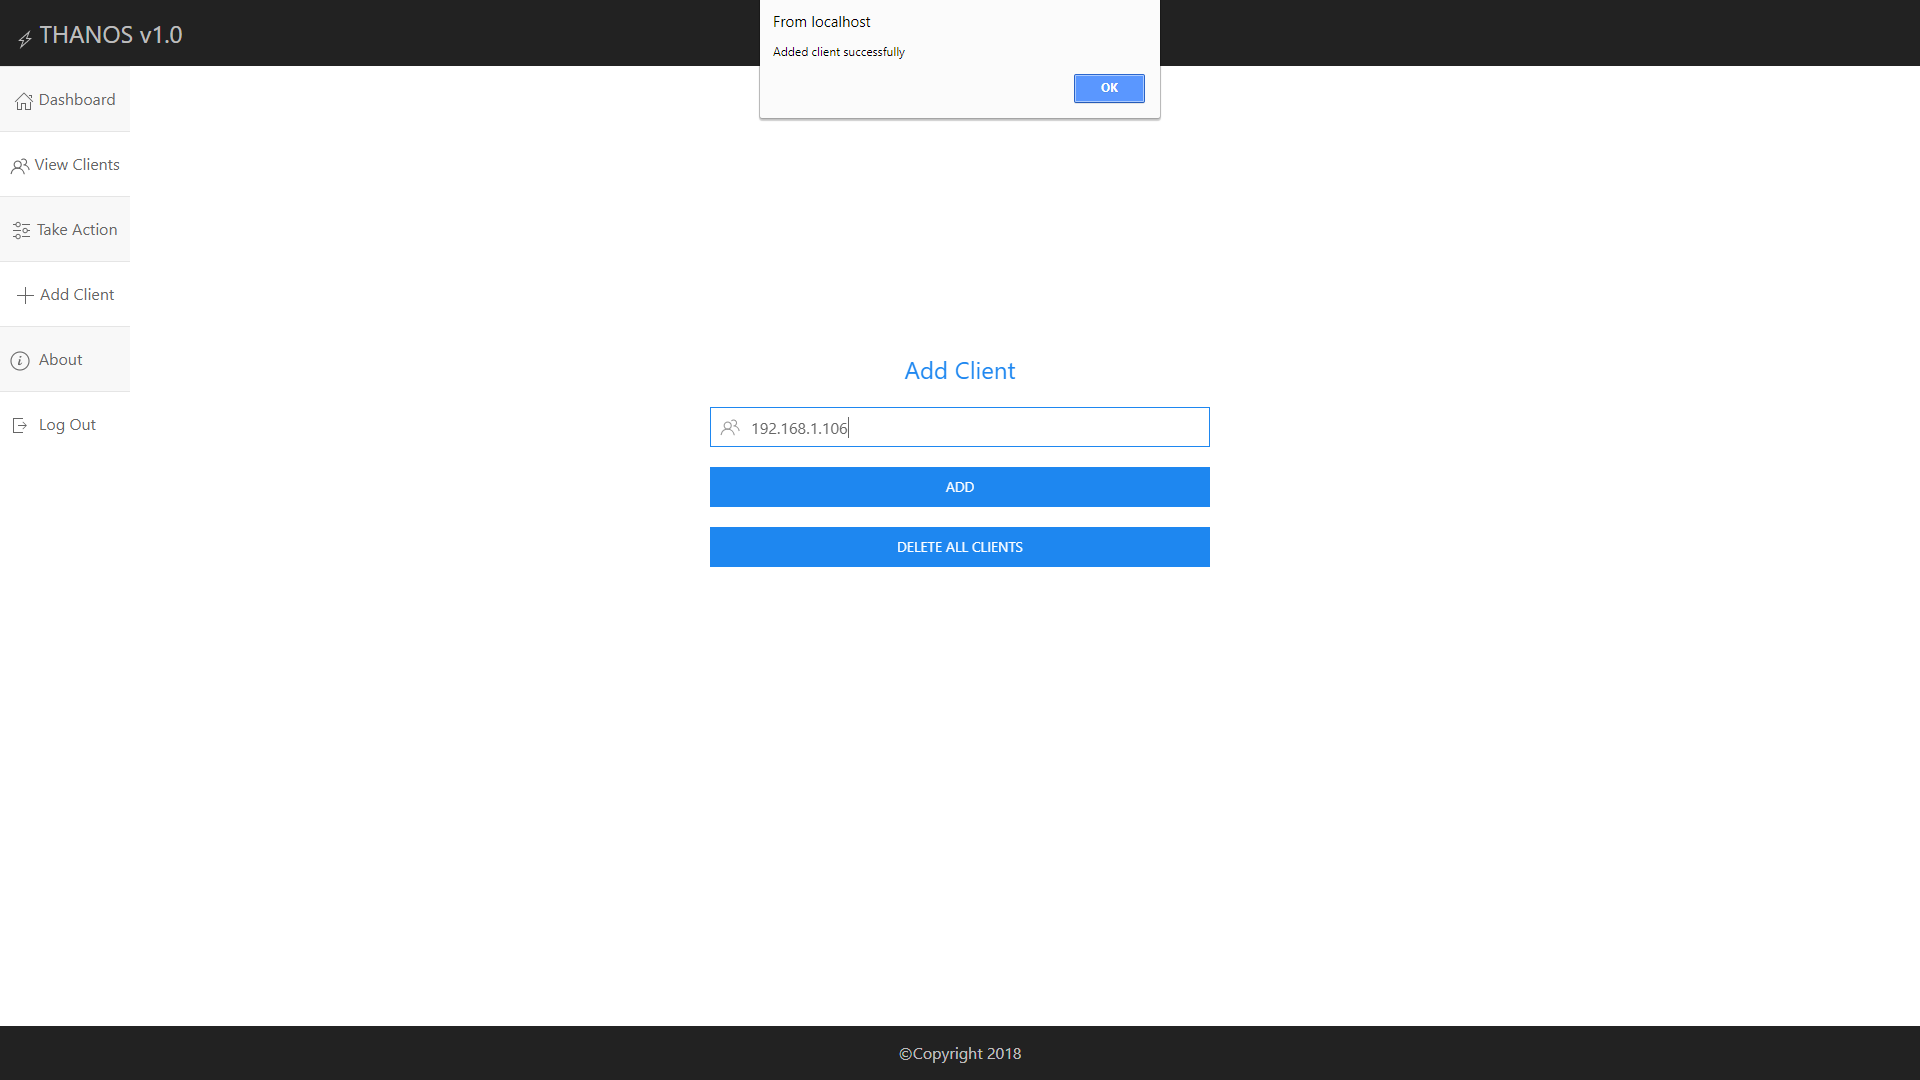 THANOS v1.0
From localhost
Added client successfully
OK
Dashboard
View Clients
Take Action
Add Client
About
Log Out
Add Client
192.168.1.106
ADD
DELETE ALL CLIENTS
©Copyright 2018